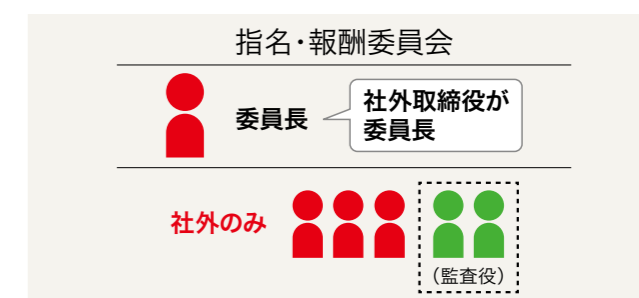 指名・報酬委員会
委員長
社外取締役が
委員長
社外のみ
（監査役）